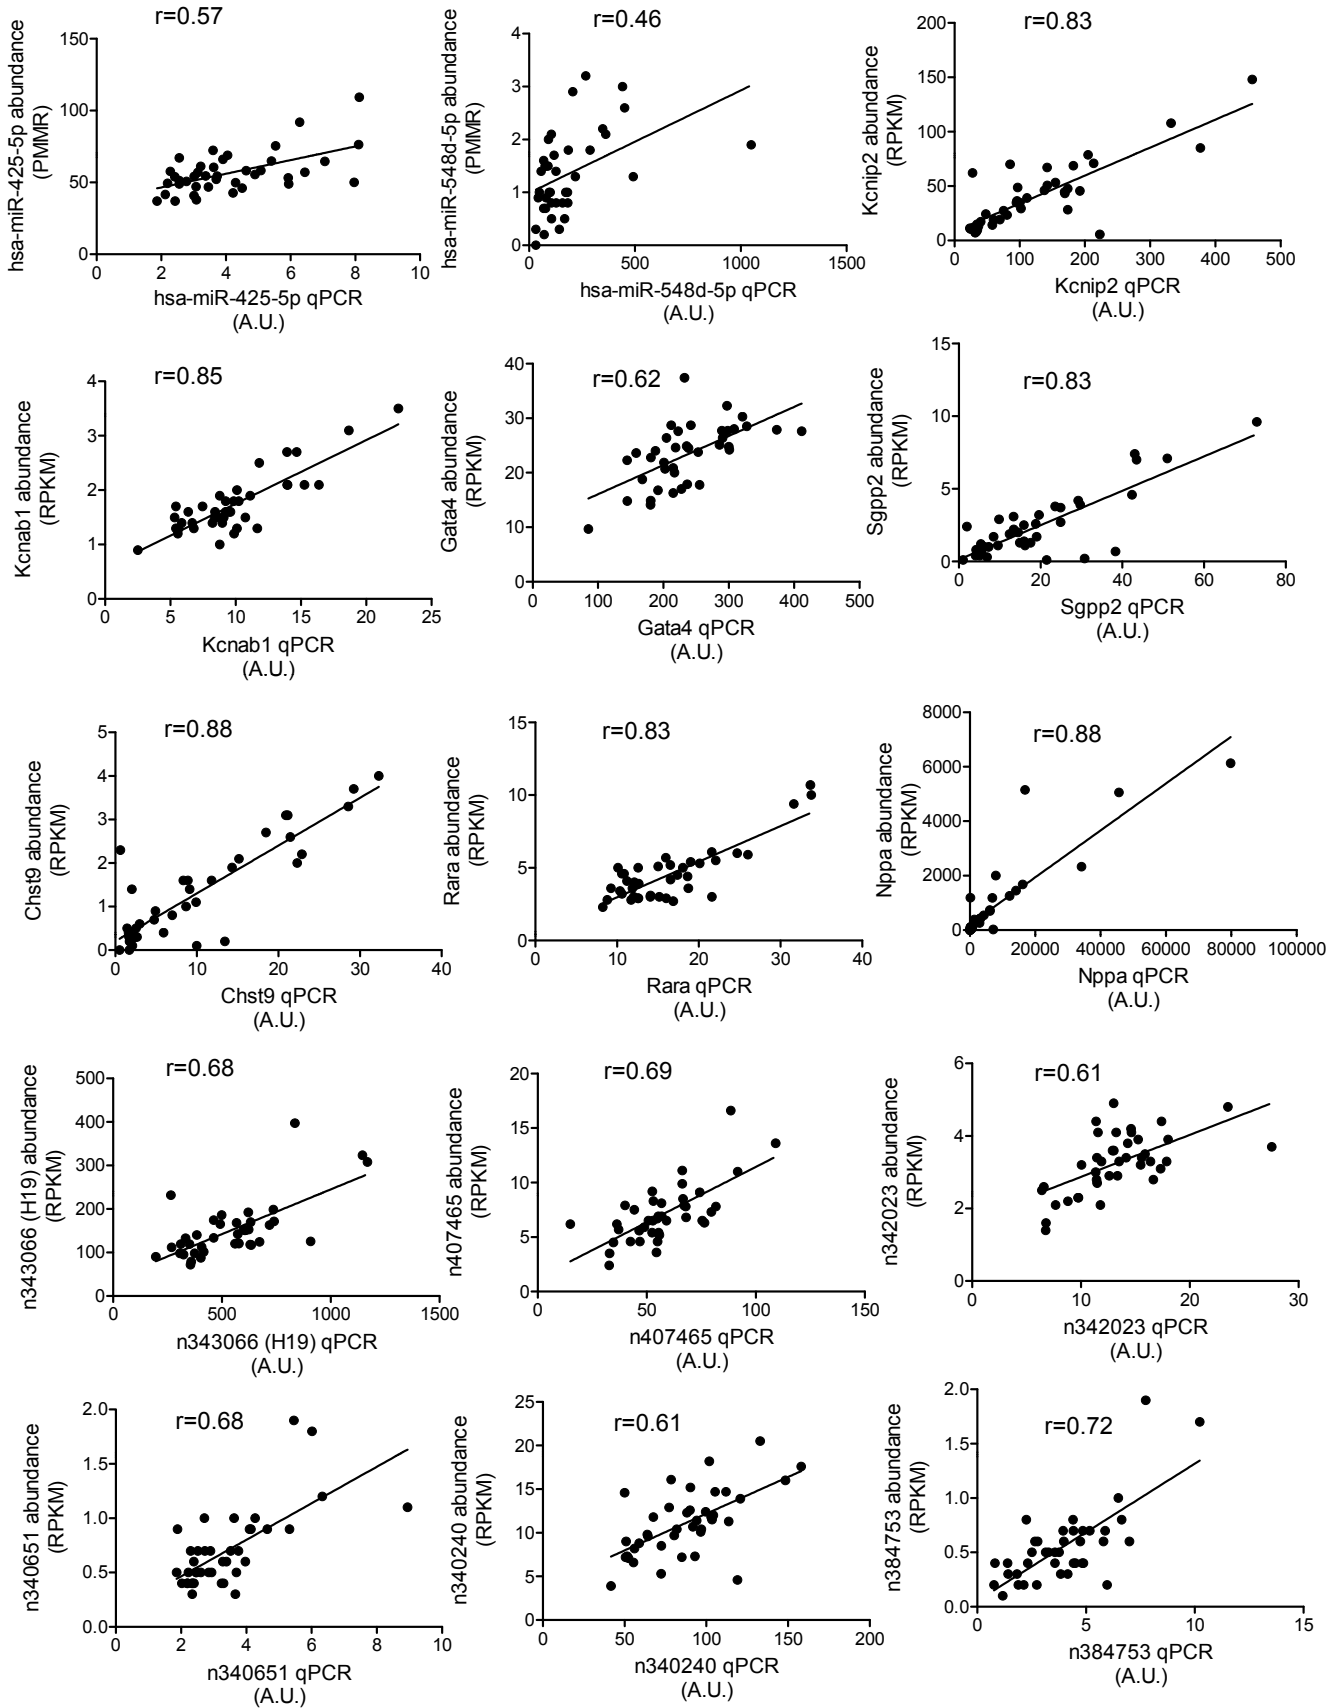 r=0.57
hsa-miR-425-5p abundance
(PMMR)
150
100
50
0
0 2 4 6 8 10
hsa-miR-425-5p qPCR
(A.U.)
r=0.46
hsa-miR-548d-5p abundance
(PMMR)
4
3
2
1
0
0 500 1000 1500
hsa-miR-548d-5p qPCR
(A.U.)
r=0.83
Kcnip2 abundance
(RPKM)
200
150
100
50
0
0 100 200 300 400 500
Kcnip2 qPCR
(A.U.)
r=0.85
Kcnab1 abundance
(RPKM)
4
3
2
1
0
0 5 10 15 20 25
Kcnab1 qPCR
(A.U.)
r=0.62
Gata4 abundance
(RPKM)
40
30
20
10
0
0 100 200 300 400 500
Gata4 qPCR
(A.U.)
r=0.83
Sgpp2 abundance
(RPKM)
15
10
5
0
0 20 40 60 80
Sgpp2 qPCR
(A.U.)
r=0.88
Chst9 abundance
(RPKM)
5
4
3
2
1
0
0 10 20 30 40
Chst9 qPCR
(A.U.)
r=0.83
Rara abundance
(RPKM)
15
10
5
0
0 10 20 30 40
Rara qPCR
(A.U.)
r=0.88
Nppa abundance
(RPKM)
8000
6000
4000
2000
0
0 20000 40000 60000 80000 100000
Nppa qPCR
(A.U.)
r=0.68
n343066 (H19) abundance
(RPKM)
500
400
300
200
100
0
0 500 1000 1500
n343066 (H19) qPCR
(A.U.)
r=0.69
n407465 abundance
(RPKM)
20
15
10
5
0
0 50 100 150
n407465 qPCR
(A.U.)
r=0.61
n342023 abundance
(RPKM)
6
4
2
0
0 10 20 30
n342023 qPCR
(A.U.)
r=0.68
n340651 abundance
(RPKM)
2.0
1.5
1.0
0.5
0.0
0 2 4 6 8 10
n340651 qPCR
(A.U.)
r=0.61
n340240 abundance
(RPKM)
25
20
15
10
5
0
0 50 100 150 200
n340240 qPCR
(A.U.)
r=0.72
n384753 abundance
(RPKM)
2.0
1.5
1.0
0.5
0.0
0 5 10 15
n384753 qPCR
(A.U.)